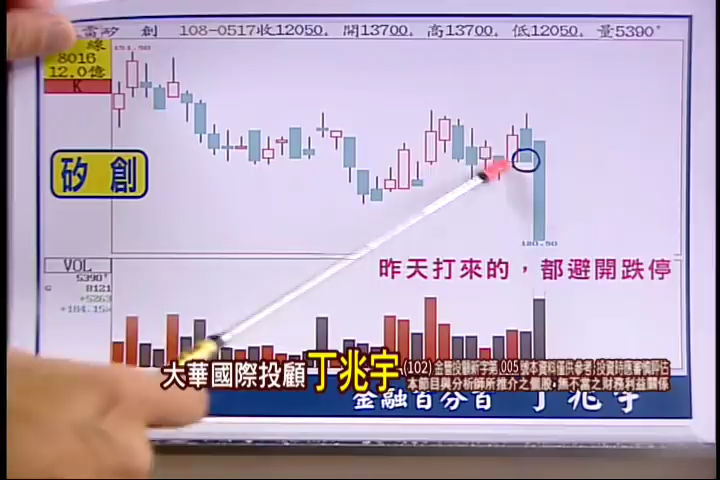 矽 創 108-0517收12050. 開13700. 高13700. 低12050. 量5390"
線
8016
12.0億
K
矽 創
120.50
VOL
5390"
G 8121
+5263
+184.15%
昨天打來的，都避開跌停
大華國際投顧 丁兆宇 (102)金管投顧新字第.005號本資料僅供參考;投資時應審慎評估
本節目與分析師所推介之個股,無不當之財務利益關係
金融百分百 丁兆宇